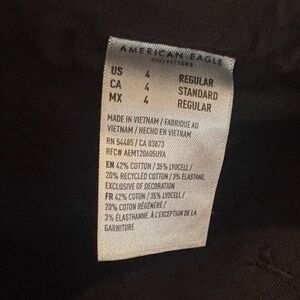 AMERICAN EAGLE
OUTFITTERS
US 4 REGULAR
CA 4 STANDARD
MX 4 REGULAR
MADE IN VIETNAM / FABRIQUÉ AU
VIETNAM / HECHO EN VIETNAM
RN 54485 / CA 03873
RFC# AEM120605U9A
EN 42% COTTON / 35% LYOCELL /
20% RECYCLED COTTON / 3% ELASTANE.
EXCLUSIVE OF DECORATION
FR 42% COTON / 35% LYOCELL /
20% COTON RÉGÉNÉRÉ /
3% ÉLASTHANNE. À L'EXCEPTION DE LA
GARNITURE